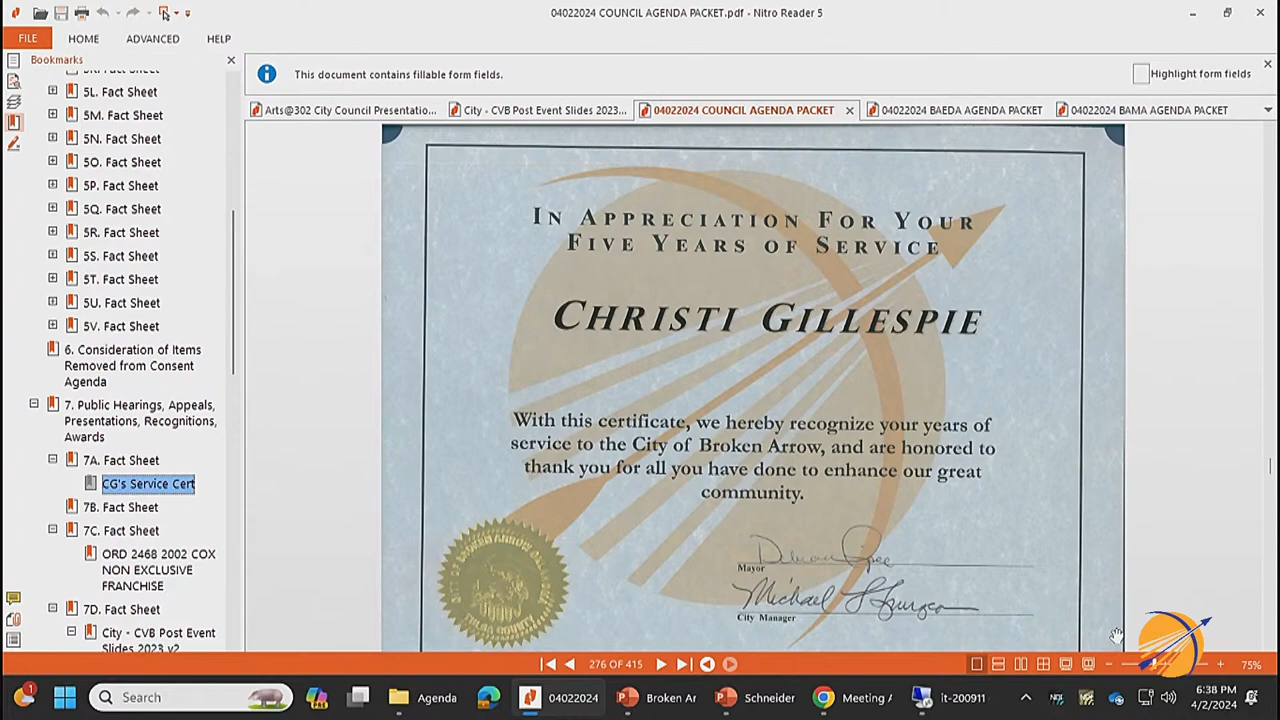 04022024 COUNCIL AGENDA PACKET.pdf - Nitro Reader 5
FILE
HOME
ADVANCED
HELP
Bookmarks
This document contains fillable form fields.
Highlight form fields
Arts@302 City Council Presentatio...
City - CVB Post Event Slides 2023...
04022024 COUNCIL AGENDA PACKET
04022024 BAEDA AGENDA PACKET
04022024 BAMA AGENDA PACKET
5L. Fact Sheet
5M. Fact Sheet
5N. Fact Sheet
5O. Fact Sheet
5P. Fact Sheet
5Q. Fact Sheet
5R. Fact Sheet
5S. Fact Sheet
5T. Fact Sheet
5U. Fact Sheet
5V. Fact Sheet
6. Consideration of Items
Removed from Consent
Agenda
7. Public Hearings, Appeals,
Presentations, Recognitions,
Awards
7A. Fact Sheet
CG's Service Cert
7B. Fact Sheet
7C. Fact Sheet
ORD 2468 2002 COX
NON EXCLUSIVE
FRANCHISE
7D. Fact Sheet
City - CVB Post Event
Slides 2023 v2
IN APPRECIATION FOR YOUR
FIVE YEARS OF SERVICE
CHRISTI GILLESPIE
With this certificate, we hereby recognize your years of
service to the City of Broken Arrow, and are honored to
thank you for all you have done to enhance our great
community.
Mayor
Michael L Spurgeon
City Manager
276 OF 415
75%
1
Search
Agenda
04022024
Broken Ar
Schneider
Meeting A
it-200911
6:38 PM
4/2/2024